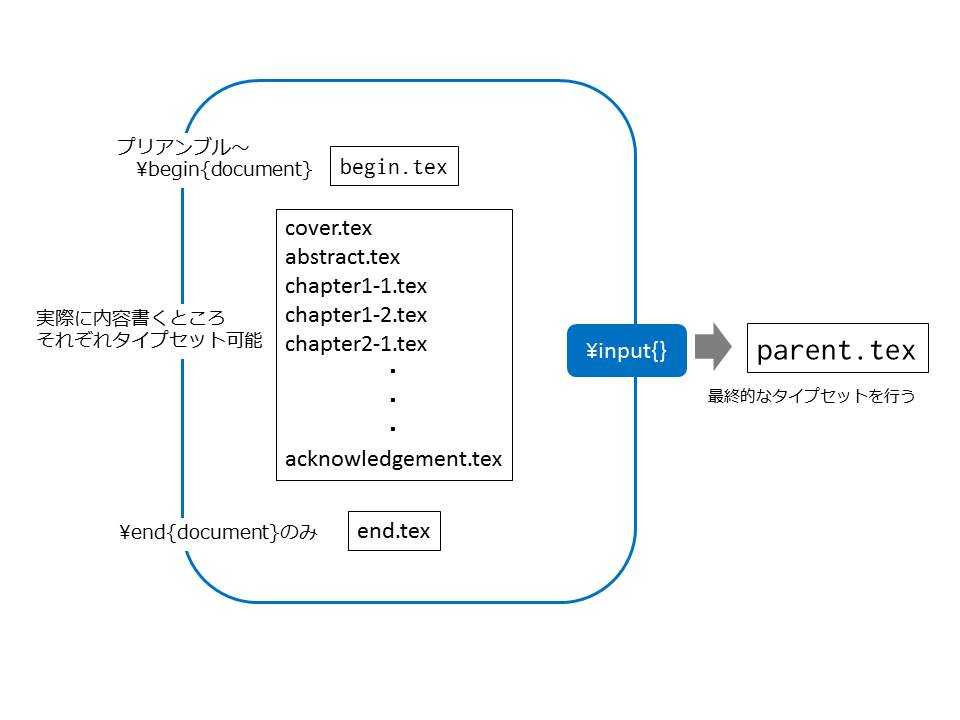 プリアンブル～
¥begin{document}
begin.tex
cover.tex
abstract.tex
chapter1-1.tex
chapter1-2.tex
chapter2-1.tex
・
・
・
acknowledgement.tex
実際に内容書くところ
それぞれタイプセット可能
¥end{document}のみ
end.tex
¥input{}
parent.tex
最終的なタイプセットを行う